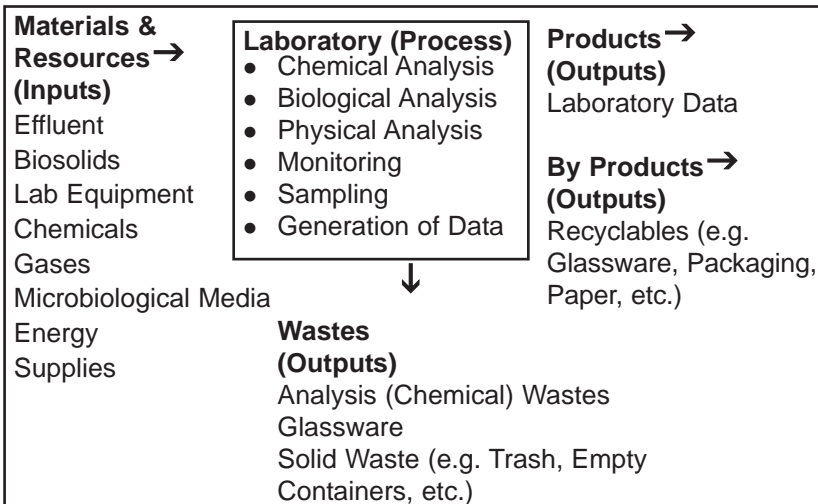 Materials &
Resources→
(Inputs)
Effluent
Biosolids
Lab Equipment
Chemicals
Gases
Microbiological Media
Energy
Supplies
Laboratory (Process)
● Chemical Analysis
● Biological Analysis
● Physical Analysis
● Monitoring
● Sampling
● Generation of Data
Products→
(Outputs)
Laboratory Data
By Products→
(Outputs)
Recyclables (e.g.
Glassware, Packaging,
Paper, etc.)
Wastes
(Outputs)
Analysis (Chemical) Wastes
Glassware
Solid Waste (e.g. Trash, Empty
Containers, etc.)